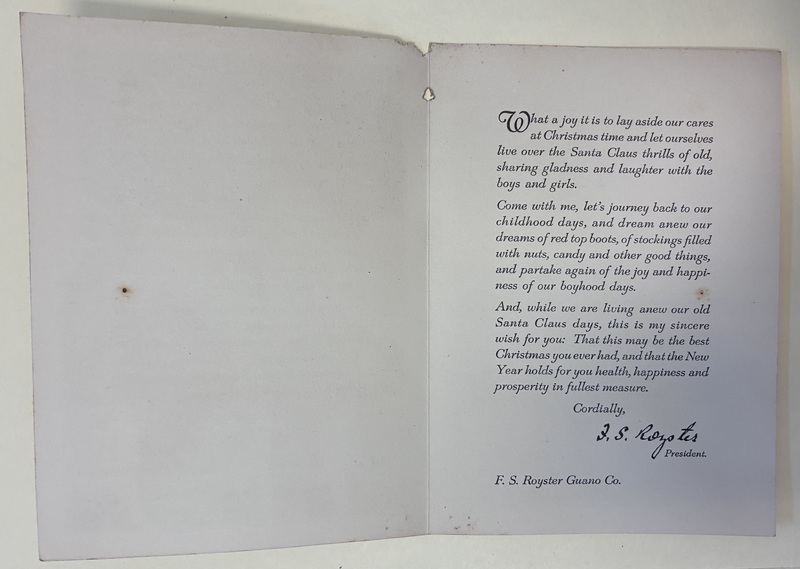 What a joy it is to lay aside our cares
at Christmas time and let ourselves
live over the Santa Claus thrills of old,
sharing gladness and laughter with the
boys and girls.
Come with me, let's journey back to our
childhood days, and dream anew our
dreams of red top boots, of stockings filled
with nuts, candy and other good things,
and partake again of the joy and happi-
ness of our boyhood days.
And, while we are living anew our old
Santa Claus days, this is my sincere
wish for you: That this may be the best
Christmas you ever had, and that the New
Year holds for you health, happiness and
prosperity in fullest measure.
Cordially,
F. S. Royster
President.
F. S. Royster Guano Co.